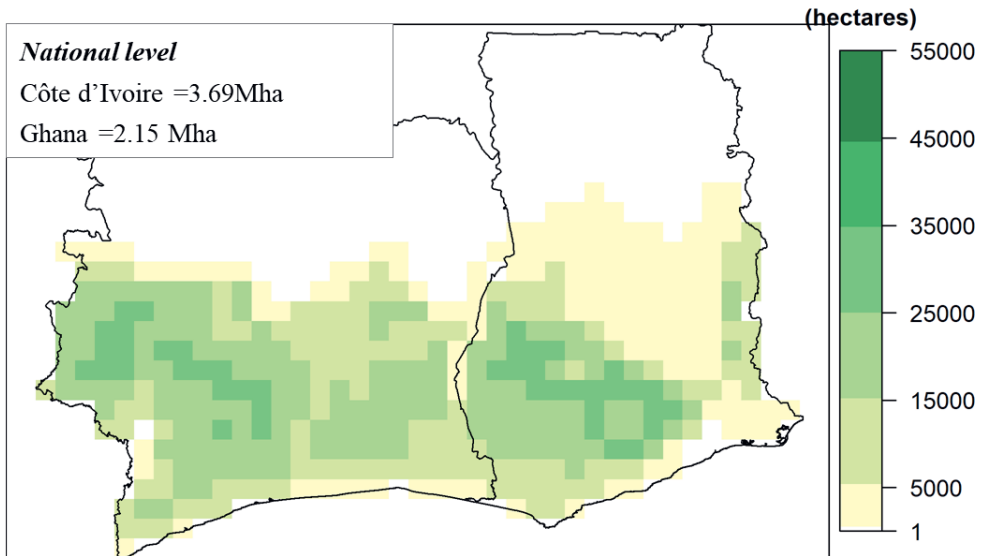 National level
Côte d’Ivoire =3.69Mha
Ghana =2.15 Mha
(hectares)
55000
45000
35000
25000
15000
5000
1